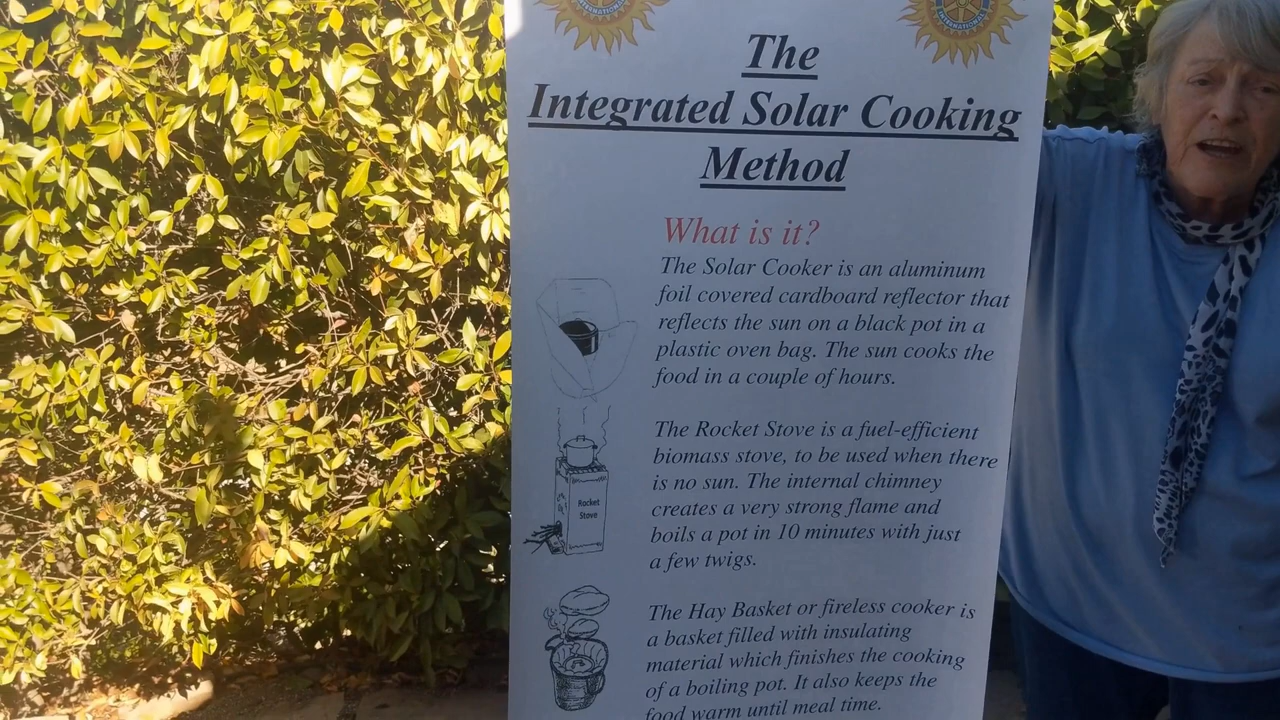 INTERNATIONAL
INTERNATIONAL
The
Integrated Solar Cooking
Method
What is it?
The Solar Cooker is an aluminum
foil covered cardboard reflector that
reflects the sun on a black pot in a
plastic oven bag. The sun cooks the
food in a couple of hours.
The Rocket Stove is a fuel-efficient
biomass stove, to be used when there
is no sun. The internal chimney
creates a very strong flame and
boils a pot in 10 minutes with just
a few twigs.
Rocket
Stove
The Hay Basket or fireless cooker is
a basket filled with insulating
material which finishes the cooking
of a boiling pot. It also keeps the
food warm until meal time.